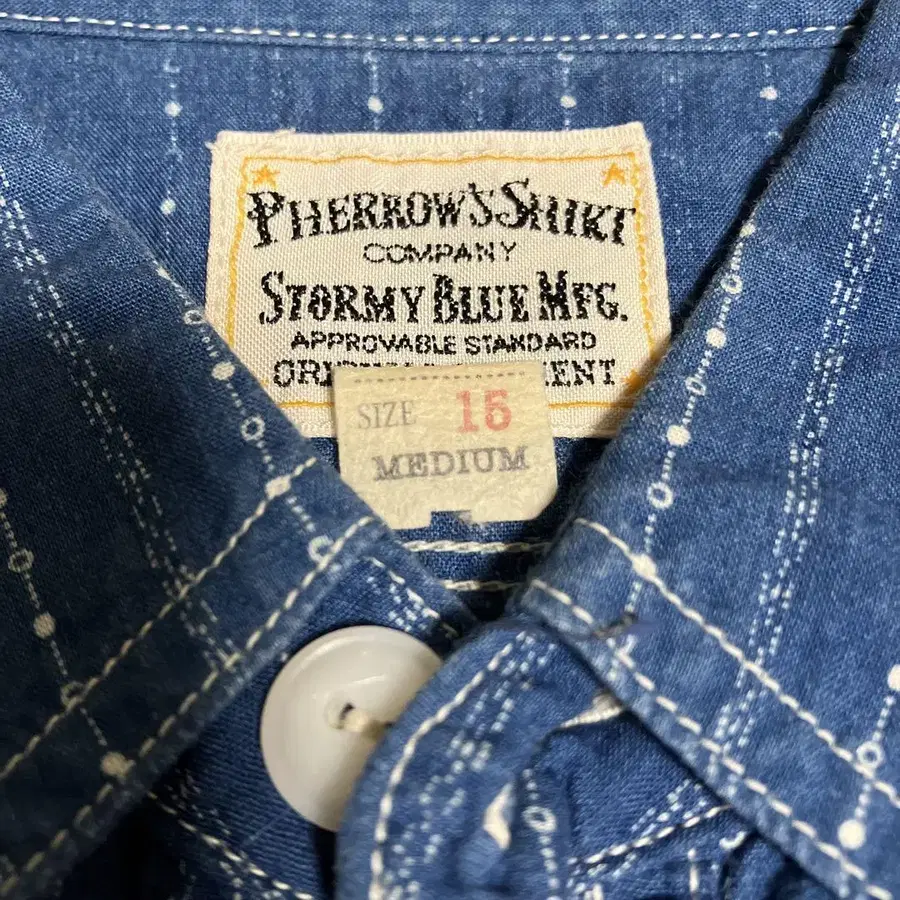 PHERROW'S SHIRT
COMPANY
STORMY BLUE MFG.
APPROVABLE STANDARD
SIZE 15
MEDIUM